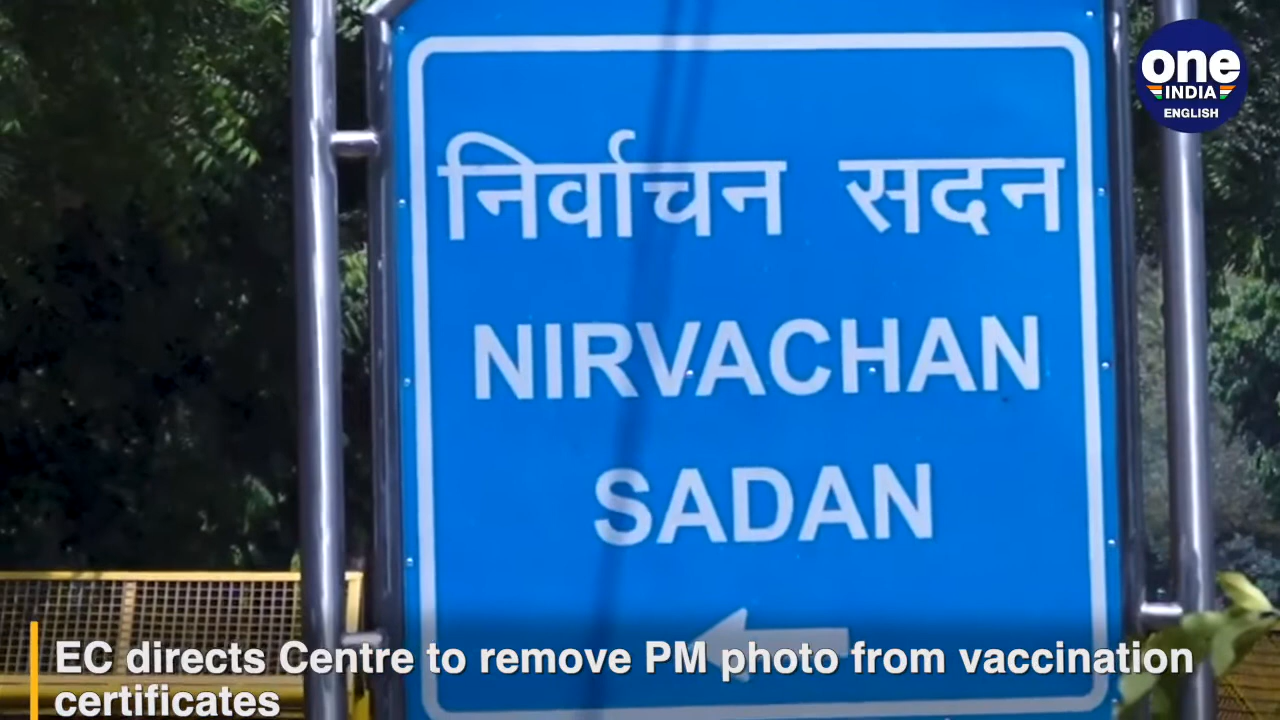 one
INDIA
ENGLISH
निर्वाचन सदन
NIRVACHAN
SADAN
EC directs Centre to remove PM photo from vaccination
certificates